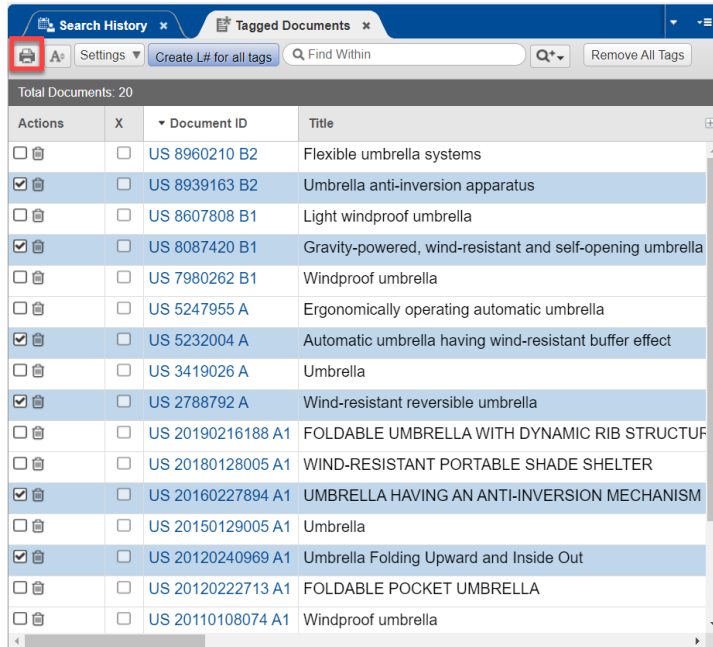 Search History × Tagged Documents ×
Settings ▼ Create L# for all tags Find Within Remove All Tags
Total Documents: 20
Actions X Document ID Title
US 8960210 B2 Flexible umbrella systems
US 8939163 B2 Umbrella anti-inversion apparatus
US 8607808 B1 Light windproof umbrella
US 8087420 B1 Gravity-powered, wind-resistant and self-opening umbrella
US 7980262 B1 Windproof umbrella
US 5247955 A Ergonomically operating automatic umbrella
US 5232004 A Automatic umbrella having wind-resistant buffer effect
US 3419026 A Umbrella
US 2788792 A Wind-resistant reversible umbrella
US 20190216188 A1 FOLDABLE UMBRELLA WITH DYNAMIC RIB STRUCTUR
US 20180128005 A1 WIND-RESISTANT PORTABLE SHADE SHELTER
US 20160227894 A1 UMBRELLA HAVING AN ANTI-INVERSION MECHANISM
US 20150129005 A1 Umbrella
US 20120240969 A1 Umbrella Folding Upward and Inside Out
US 20120222713 A1 FOLDABLE POCKET UMBRELLA
US 20110108074 A1 Windproof umbrella